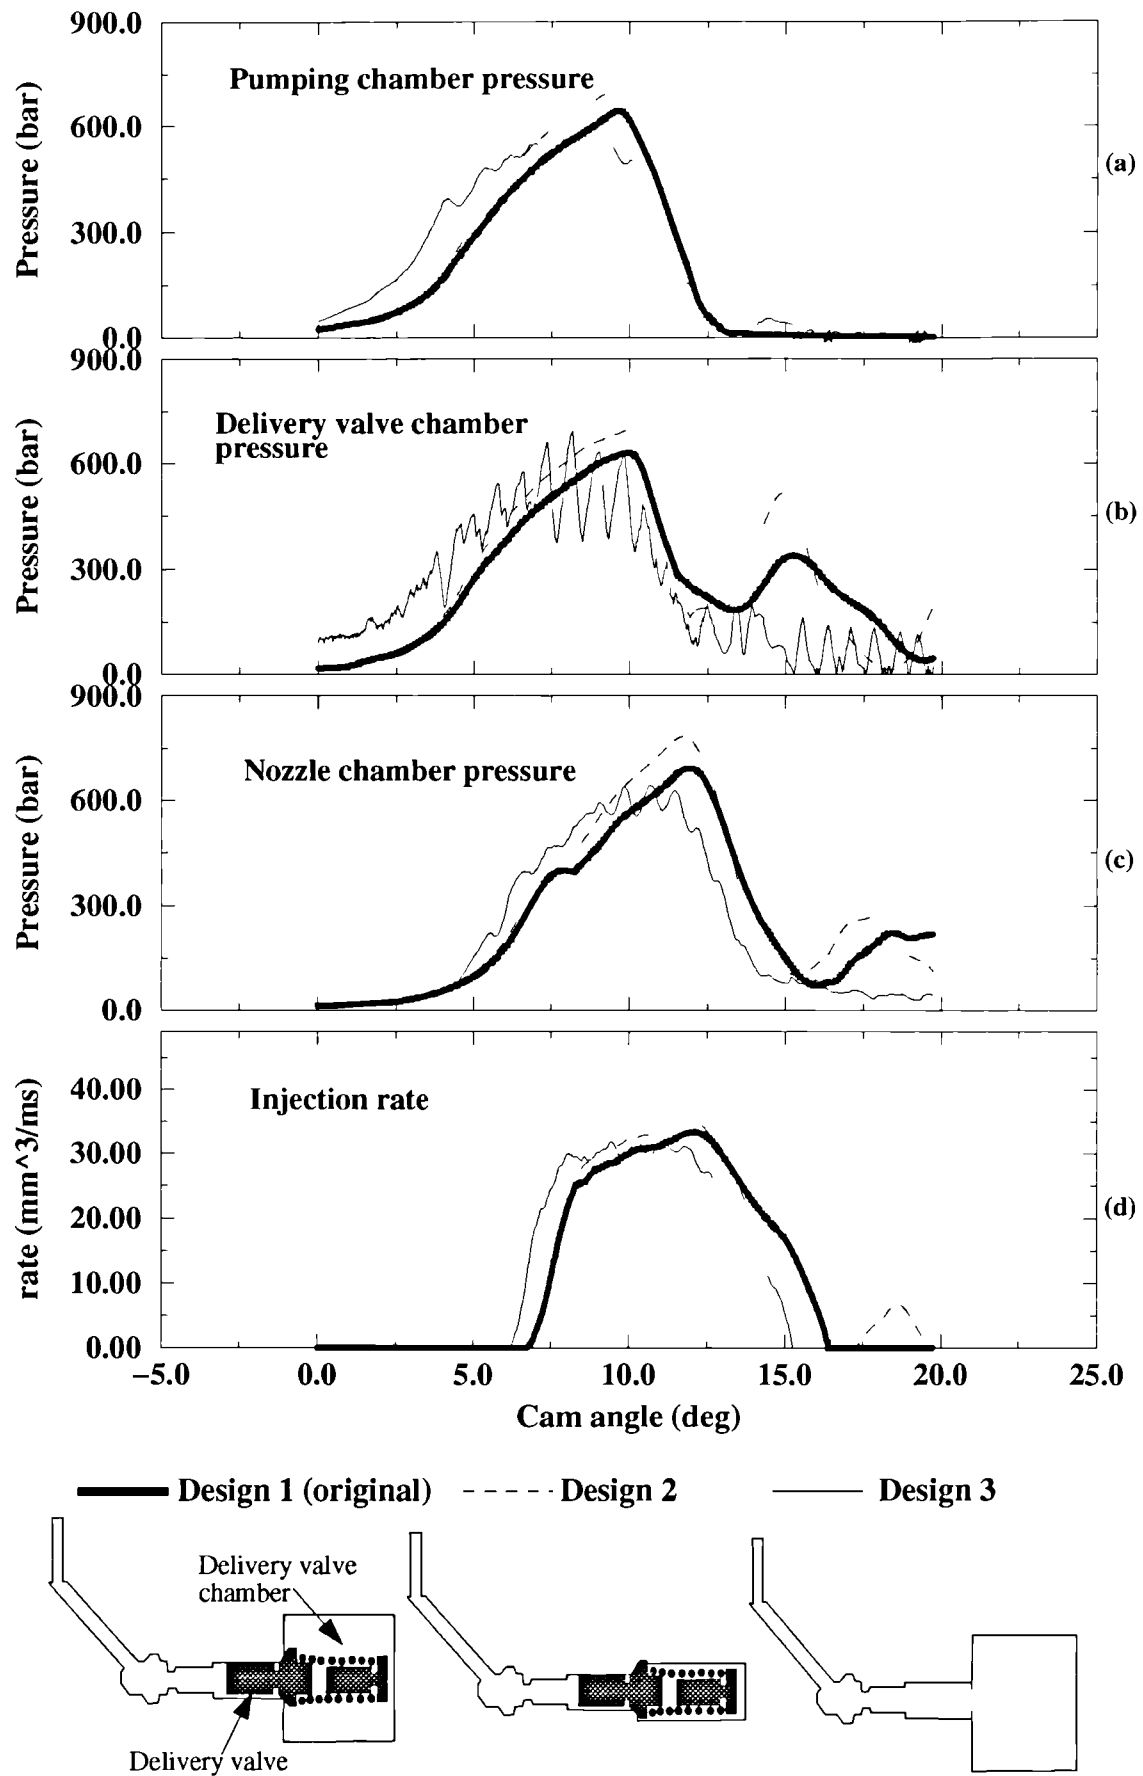 900.0
600.0
300.0
0.0
Pressure (bar)
Pumping chamber pressure
(a)
900.0
600.0
300.0
0.0
Pressure (bar)
Delivery valve chamber
pressure
(b)
900.0
600.0
300.0
0.0
Pressure (bar)
Nozzle chamber pressure
(c)
40.00
30.00
20.00
10.00
0.00
rate (mm^3/ms)
Injection rate
(d)
−5.0 0.0 5.0 10.0 15.0 20.0 25.0
Cam angle (deg)
Design 1 (original) Design 2 Design 3
Delivery valve
chamber
Delivery valve